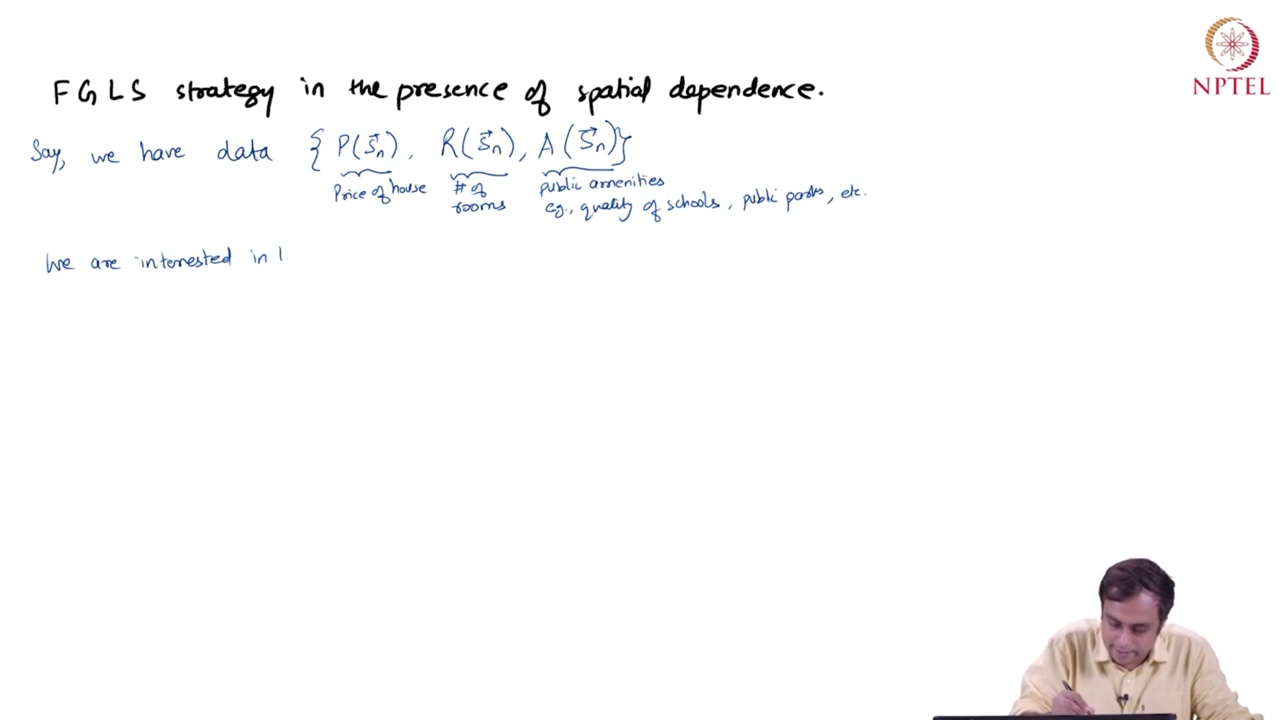 NPTEL
FGLS strategy in the presence of spatial dependence.
Say, we have data { P(s⃗n), R(s⃗n), A(s⃗n)}
Price of house
# of rooms
public amenities
e.g., quality of schools, public parks, etc.
We are interested in